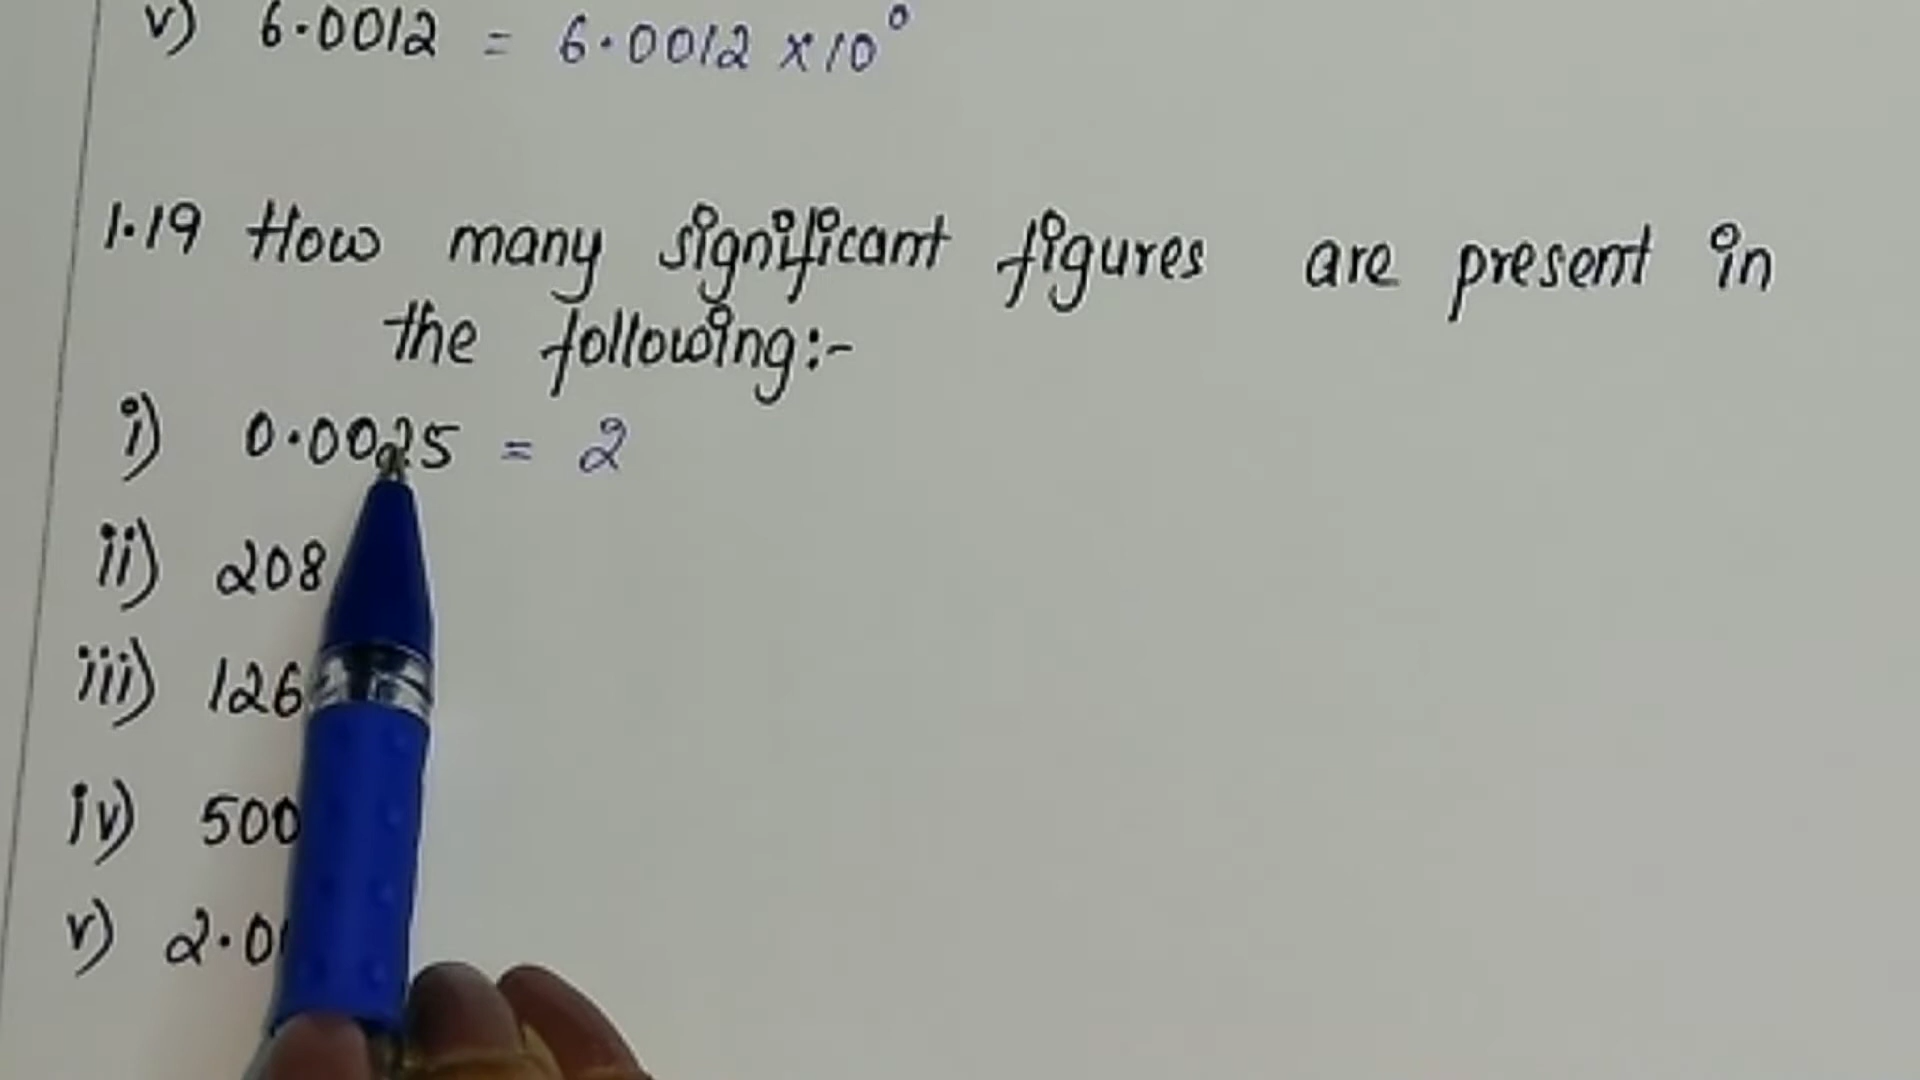 v) 6.0012 = 6.0012 x 10⁰
1.19 How many significant figures are present in
the following:-
i) 0.0025 = 2
ii) 208
iii) 126
iv) 500
v) 2.0